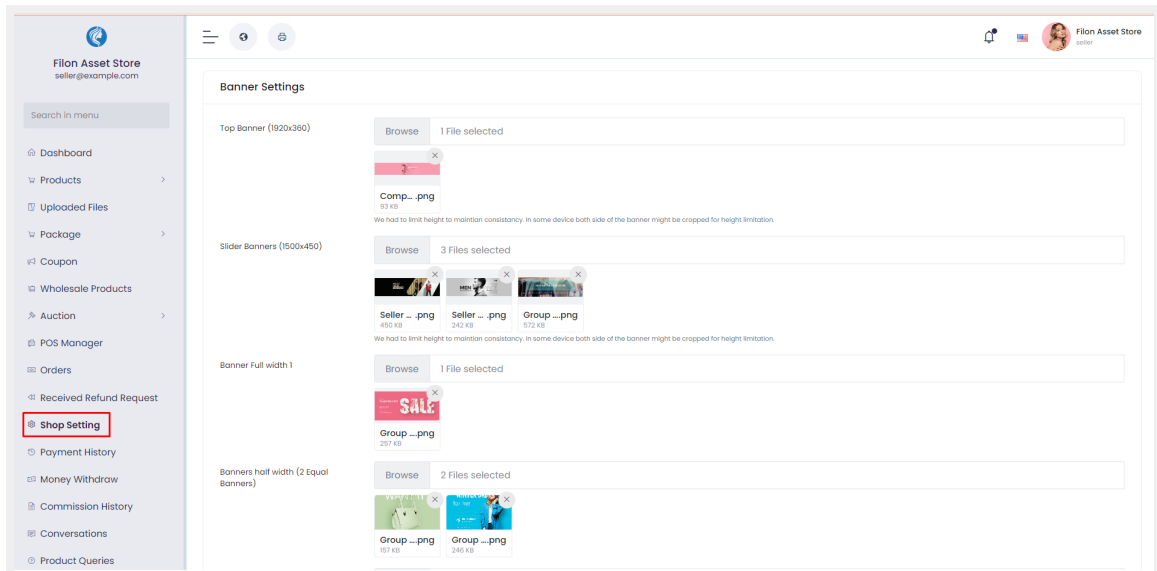 Filon Asset Store
seller@example.com
Search in menu
Dashboard
Products
Uploaded Files
Package
Coupon
Wholesale Products
Auction
POS Manager
Orders
Received Refund Request
Shop Setting
Payment History
Money Withdraw
Commission History
Conversations
Product Queries
Filon Asset Store
seller
Banner Settings
Top Banner (1920x360)
Browse 1 File selected
Comp... .png
93 KB
We had to limit height to maintian consistancy. In some device both side of the banner might be cropped for height limitation.
Slider Banners (1500x450)
Browse 3 Files selected
MEN
Seller ... .png Seller ... .png Group ....png
450 KB 242 KB 572 KB
We had to limit height to maintian consistancy. In some device both side of the banner might be cropped for height limitation.
Banner Full width 1
Browse 1 File selected
SALE
Group ....png
257 KB
Banners half width (2 Equal
Banners)
Browse 2 Files selected
Group ....png Group ....png
157 KB 246 KB